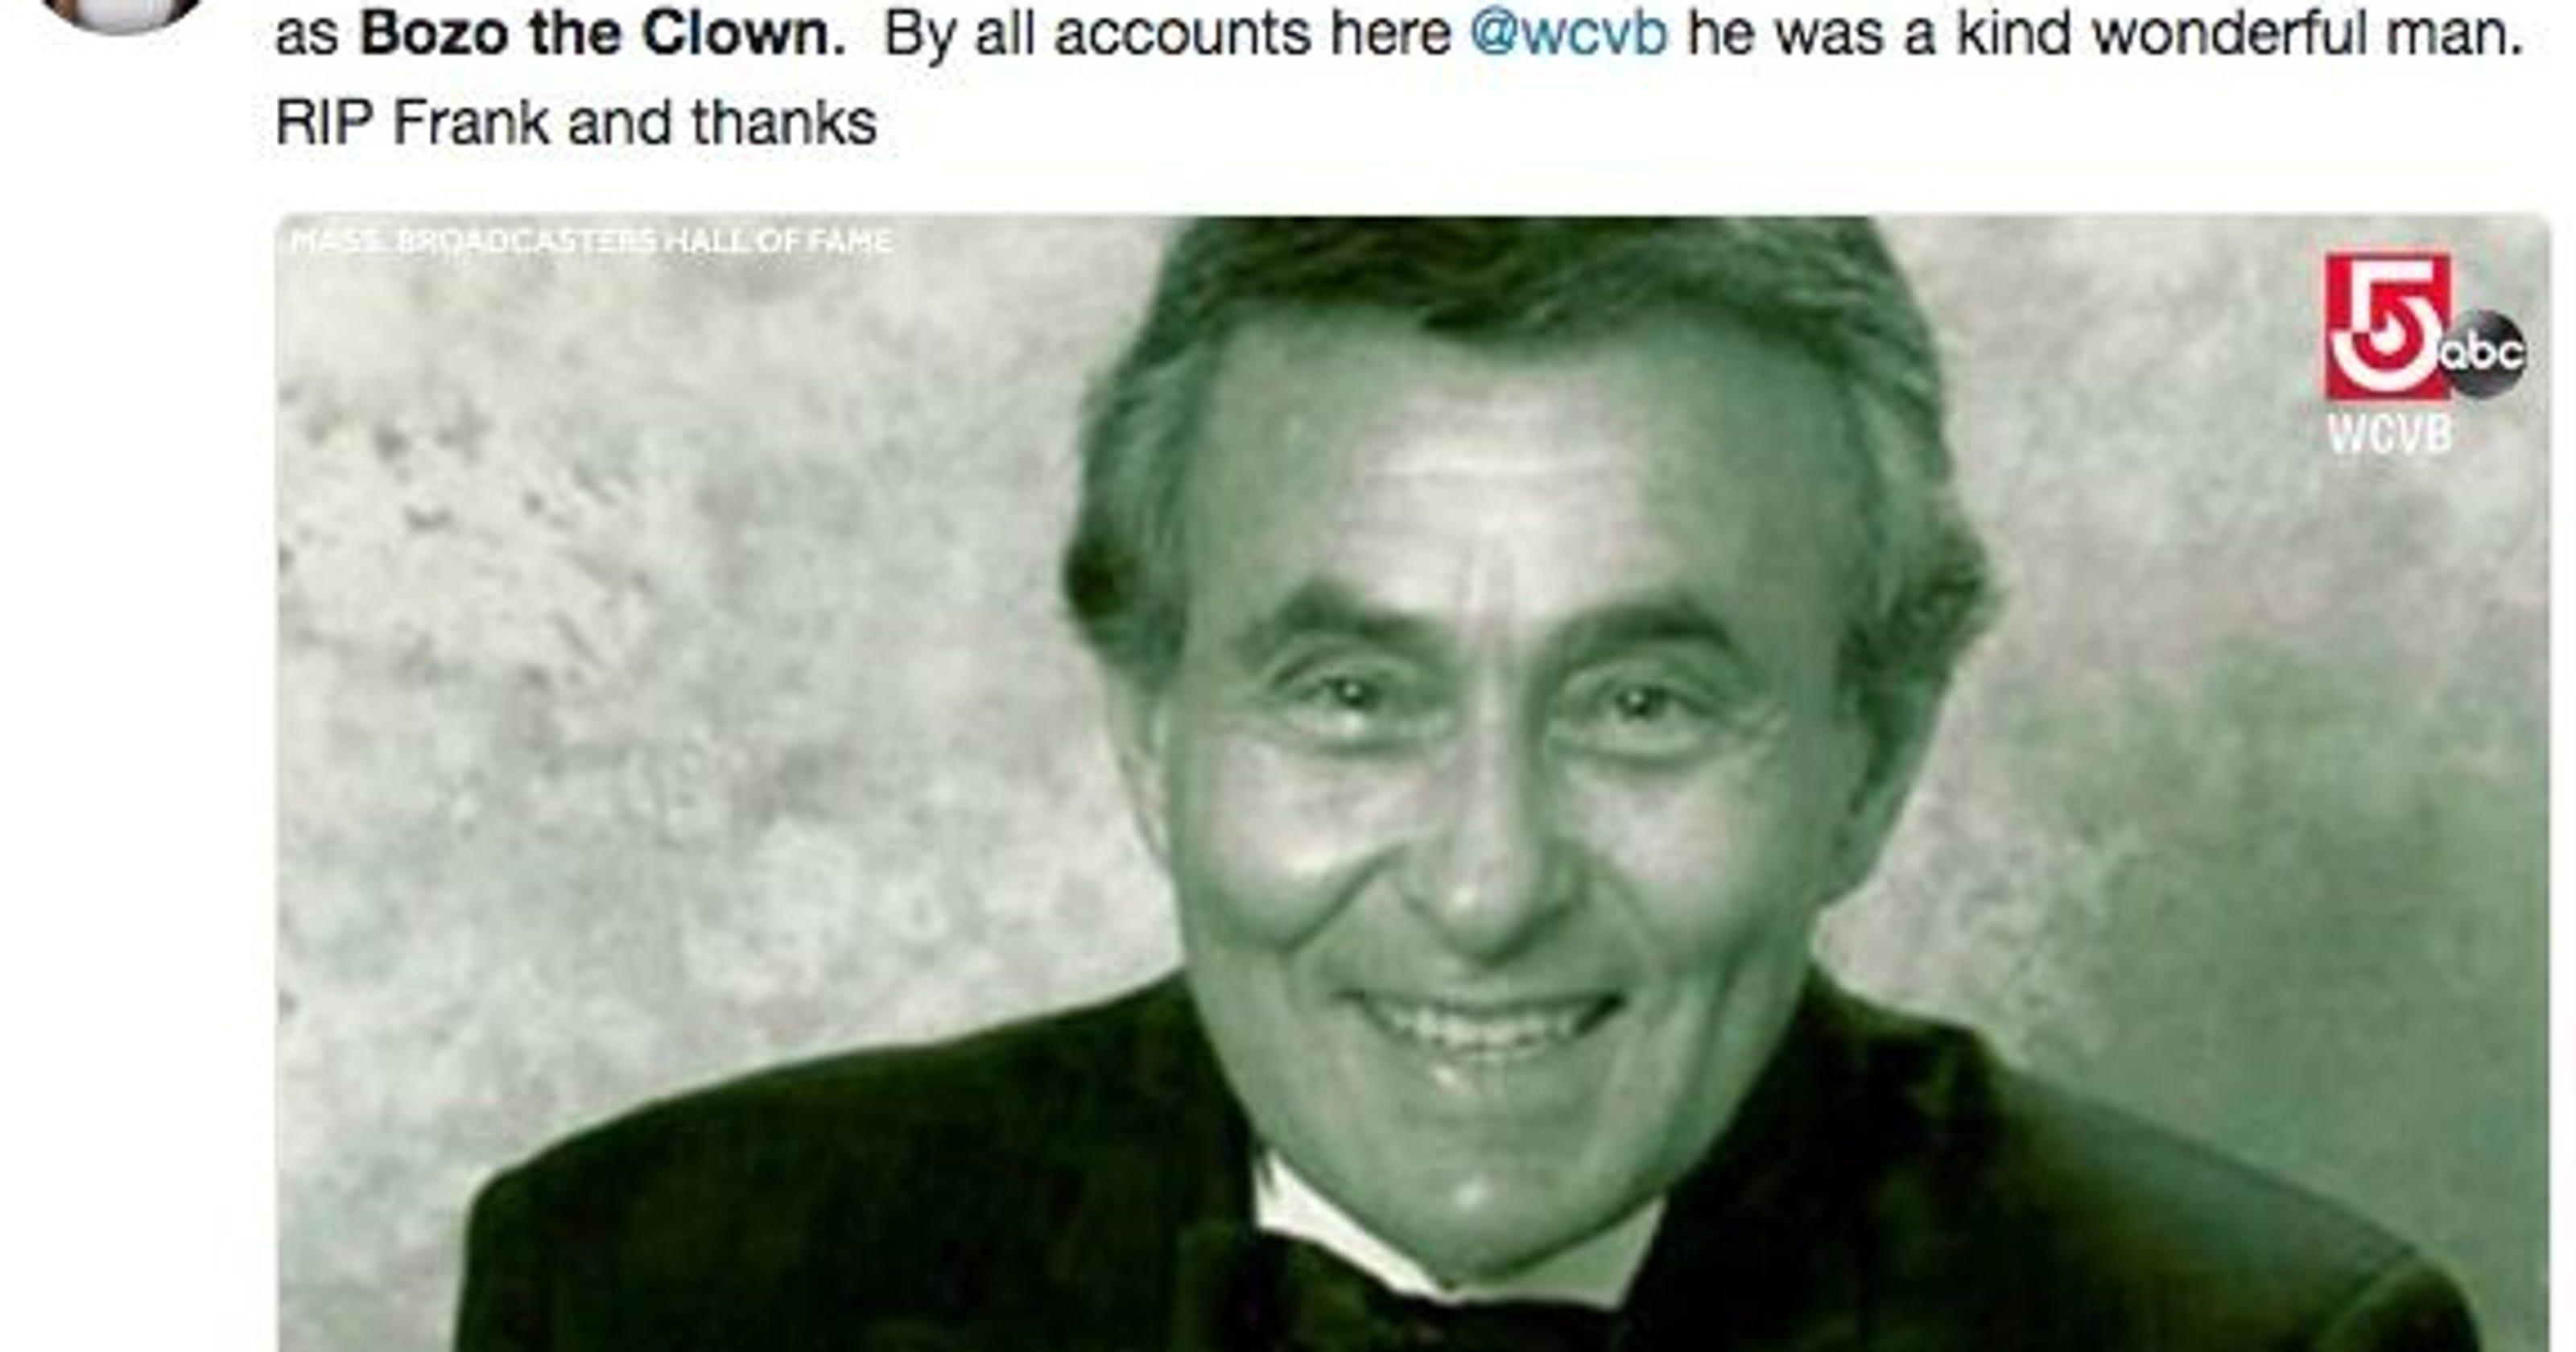 as Bozo the Clown. By all accounts here @wcvb he was a kind wonderful man.
RIP Frank and thanks
MASS. BROADCASTERS HALL OF FAME
5
abc
WCVB